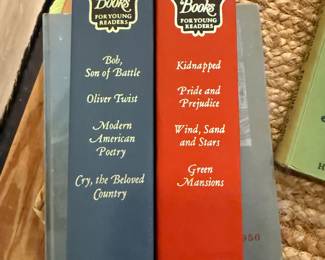 Books
FOR YOUNG
READERS
Bob,
Son of Battle
Oliver Twist
Modern
American
Poetry
Cry, the Beloved
Country
Books
FOR YOUNG
READERS
Kidnapped
Pride and
Prejudice
Wind, Sand
and Stars
Green
Mansions